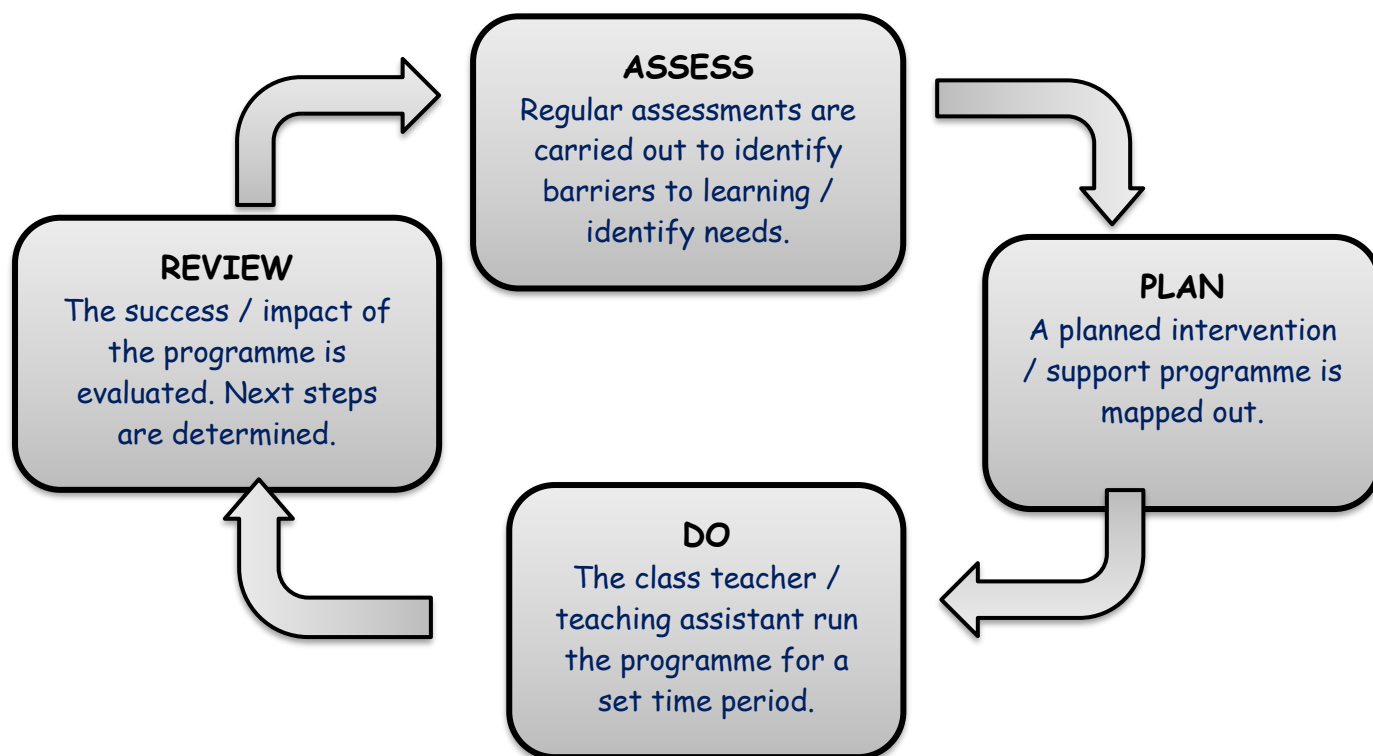 ASSESS
Regular assessments are
carried out to identify
barriers to learning /
identify needs.
PLAN
A planned intervention
/ support programme is
mapped out.
DO
The class teacher /
teaching assistant run
the programme for a
set time period.
REVIEW
The success / impact of
the programme is
evaluated. Next steps
are determined.